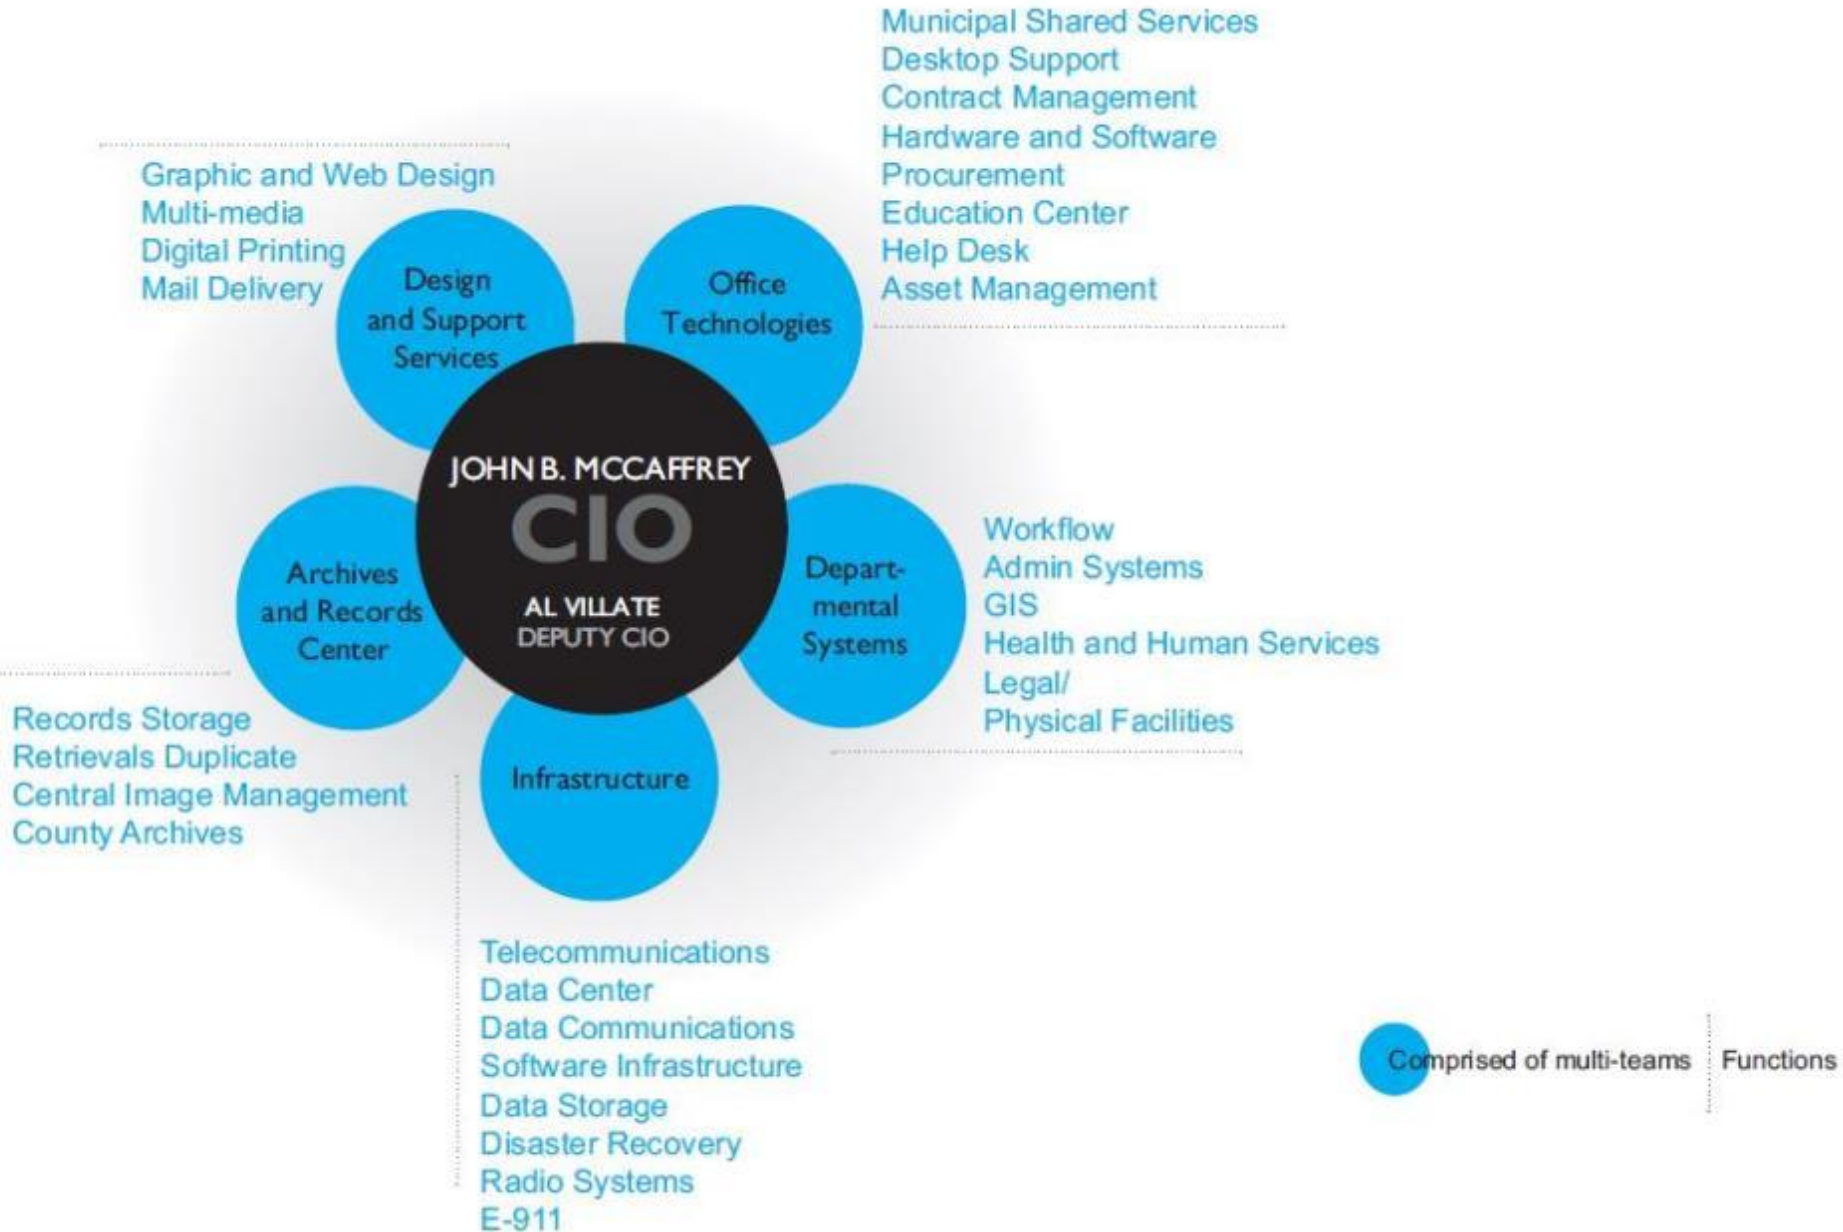 Municipal Shared Services
Desktop Support
Contract Management
Hardware and Software
Procurement
Education Center
Help Desk
Asset Management
Graphic and Web Design
Multi-media
Digital Printing
Mail Delivery
Design
and Support
Services
Office
Technologies
JOHN B. MCCAFFREY
CIO
AL VILLATE
DEPUTY CIO
Archives
and Records
Center
Depart-
mental
Systems
Workflow
Admin Systems
GIS
Health and Human Services
Legal/
Physical Facilities
Records Storage
Retrievals Duplicate
Central Image Management
County Archives
Infrastructure
Telecommunications
Data Center
Data Communications
Software Infrastructure
Data Storage
Disaster Recovery
Radio Systems
E-911
Comprised of multi-teams
Functions